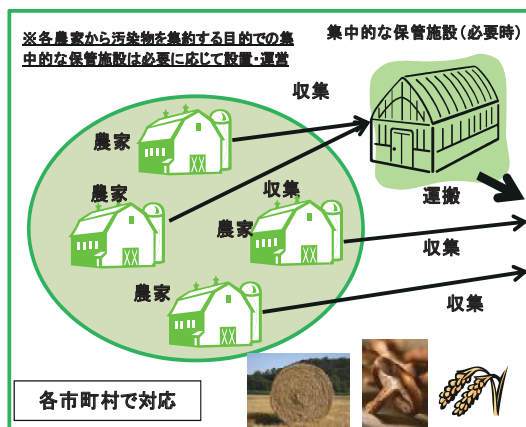 ※各農家から汚染物を集約する目的での集
中的な保管施設は必要に応じて設置・運営
集中的な保管施設（必要時）
収集
農家
収集
農家
農家
運搬
収集
農家
収集
各市町村で対応